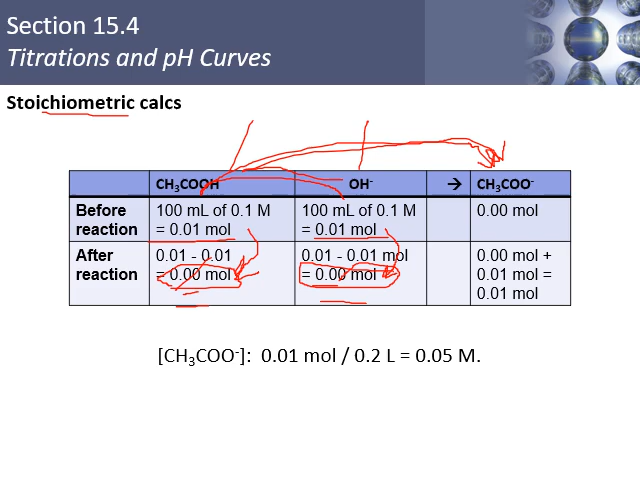 Section 15.4
Titrations and pH Curves
Stoichiometric calcs
CH₃COOH OH⁻ → CH₃COO⁻
Before 100 mL of 0.1 M 100 mL of 0.1 M 0.00 mol
reaction = 0.01 mol = 0.01 mol
After 0.01 - 0.01 0.01 - 0.01 mol 0.00 mol +
reaction = 0.00 mol = 0.00 mol 0.01 mol =
0.01 mol
[CH₃COO⁻]: 0.01 mol / 0.2 L = 0.05 M.